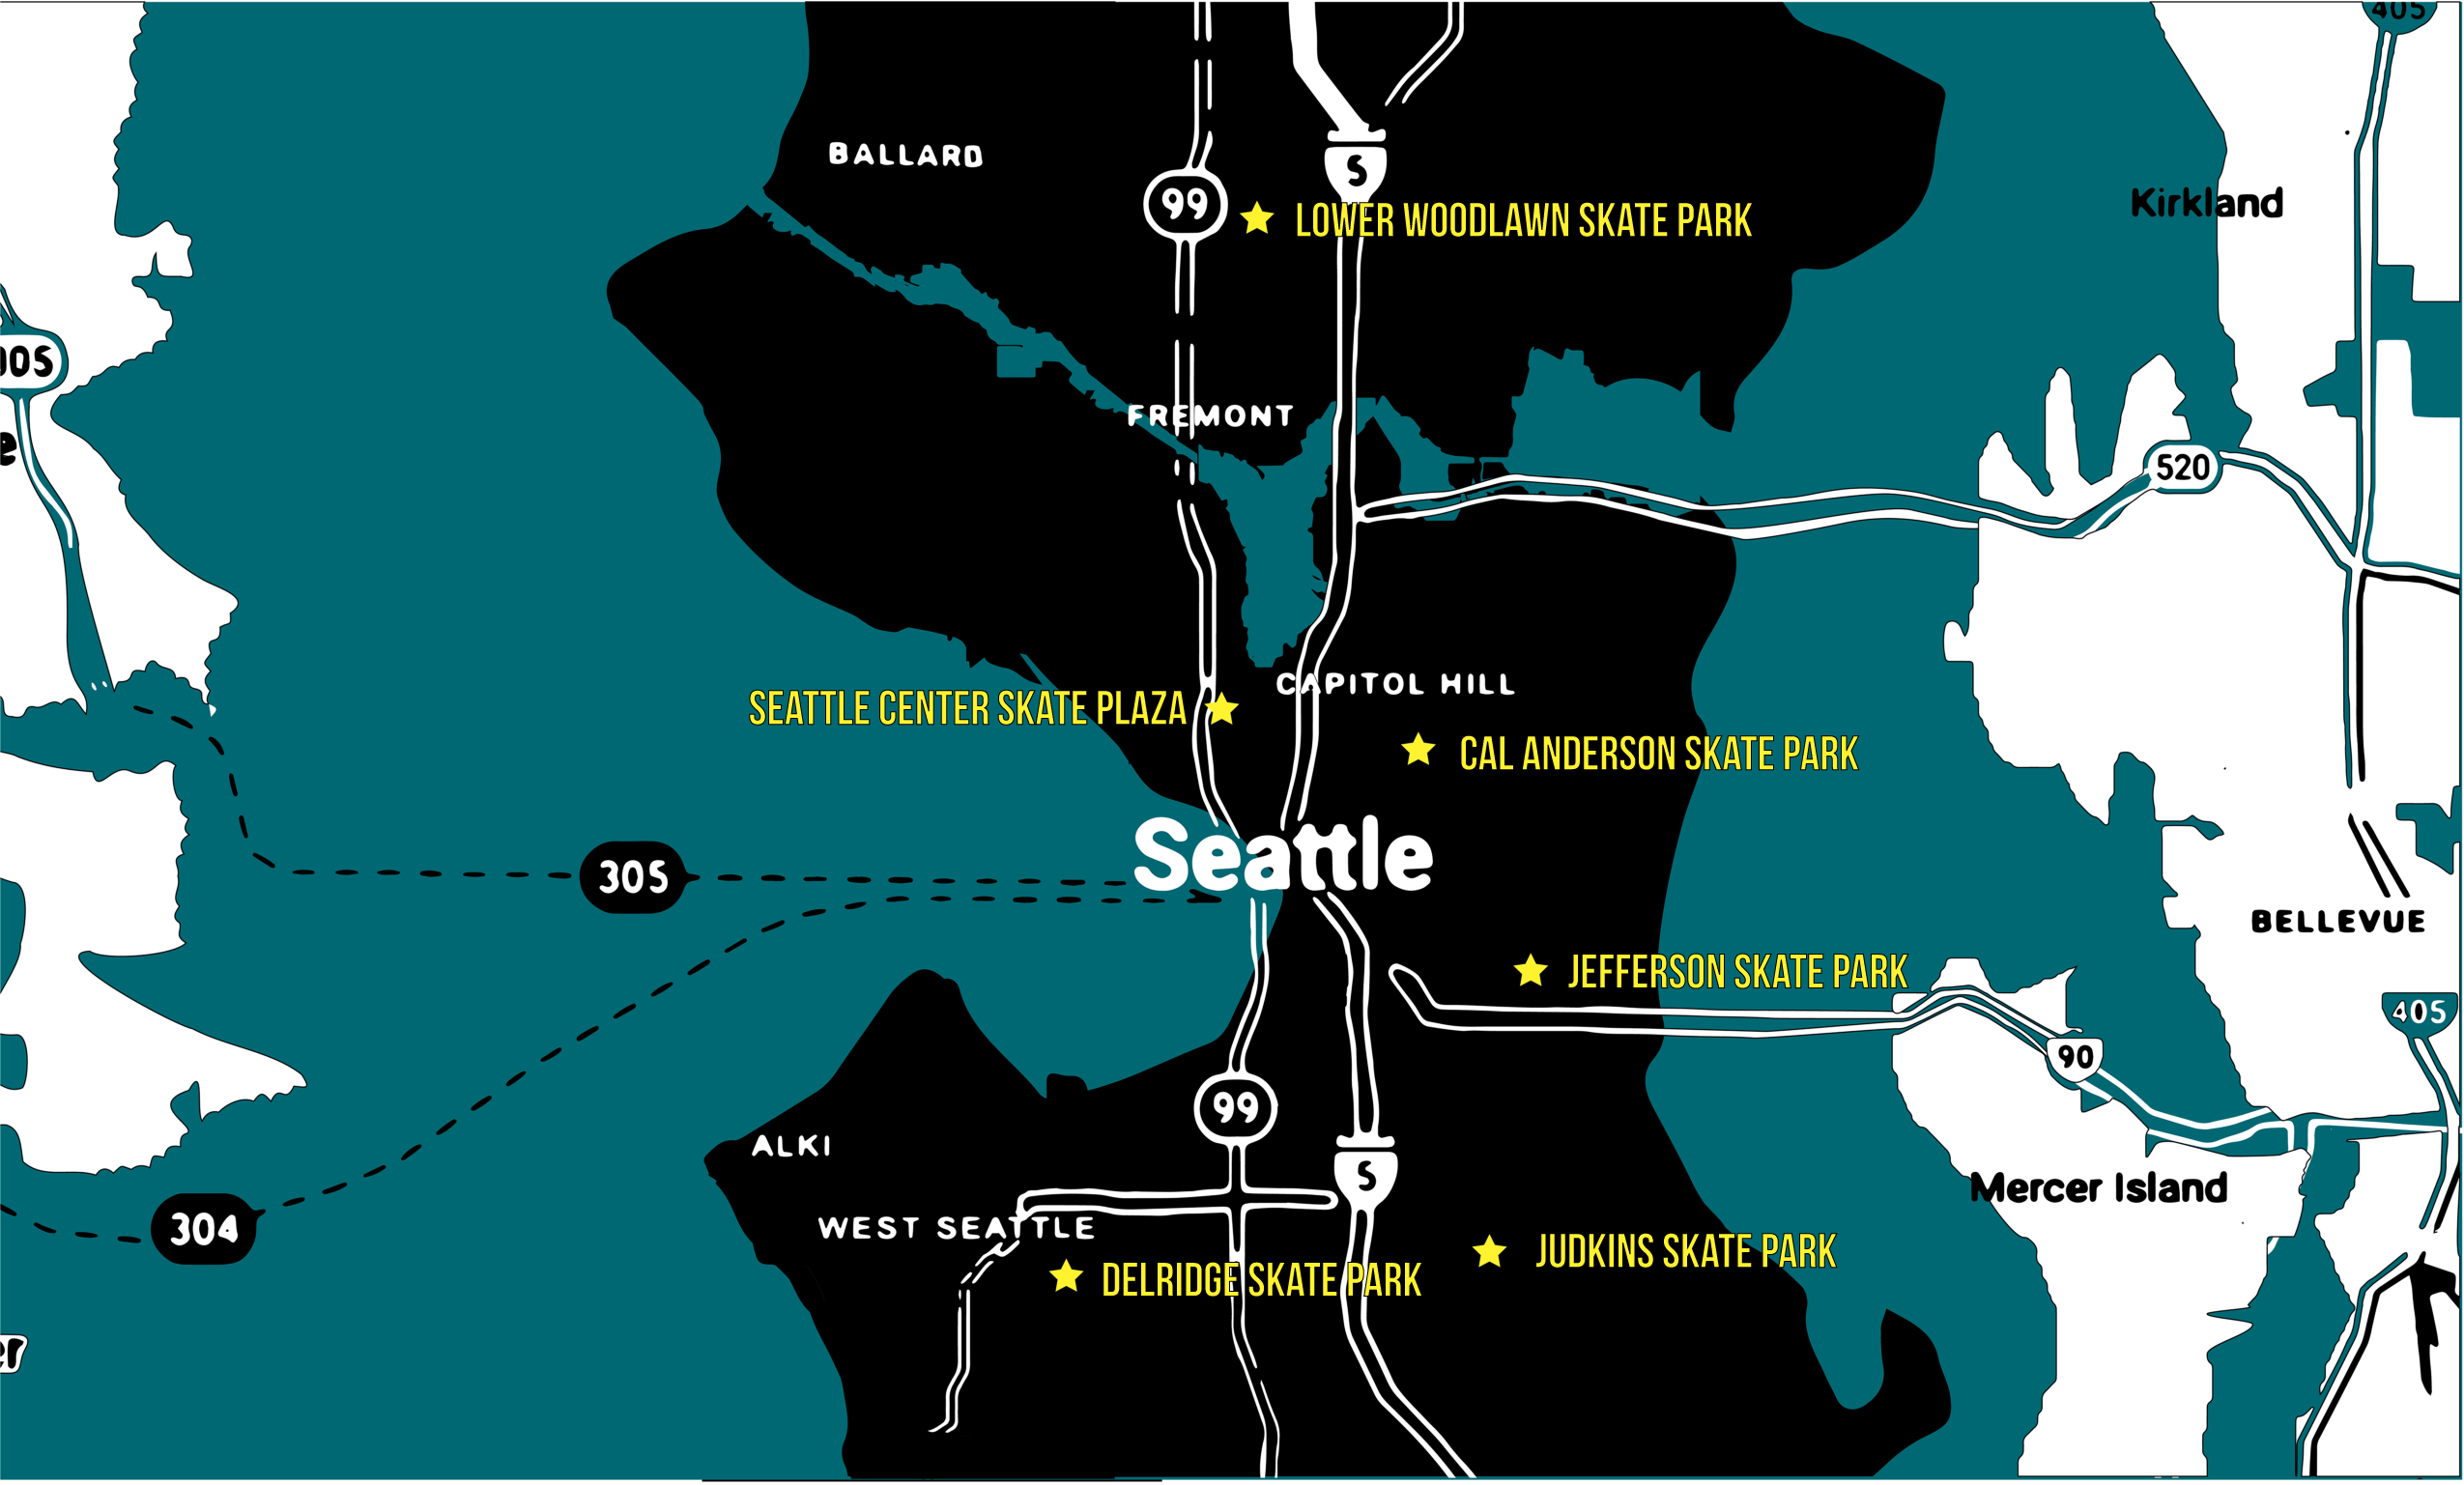 405
BALLARD
99
5
LOWER WOODLAWN SKATE PARK
Kirkland
FREMONT
520
CAPITOL HILL
SEATTLE CENTER SKATE PLAZA
CAL ANDERSON SKATE PARK
Seattle
305
BELLEVUE
JEFFERSON SKATE PARK
405
90
99
ALKI
5
Mercer Island
304
WEST SEATTLE
JUDKINS SKATE PARK
DELRIDGE SKATE PARK